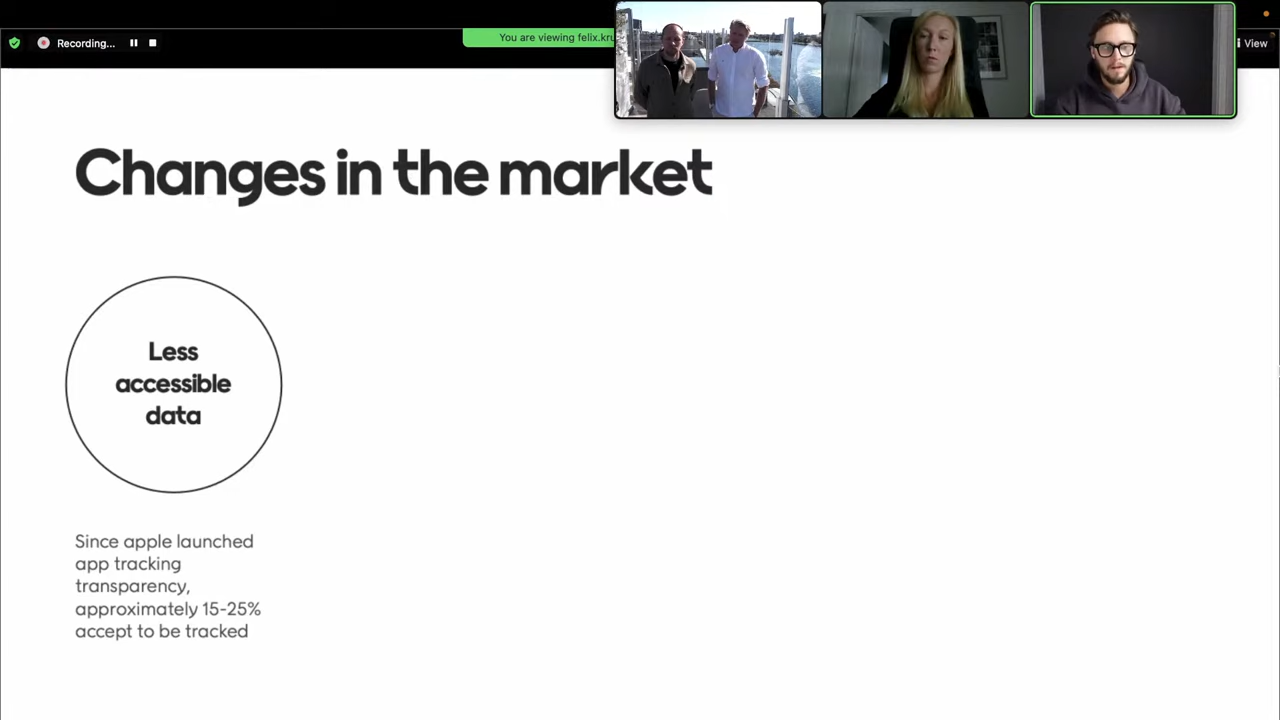 Recording...
You are viewing felix.kru
View
Changes in the market
Less
accessible
data
Since apple launched
app tracking
transparency,
approximately 15-25%
accept to be tracked